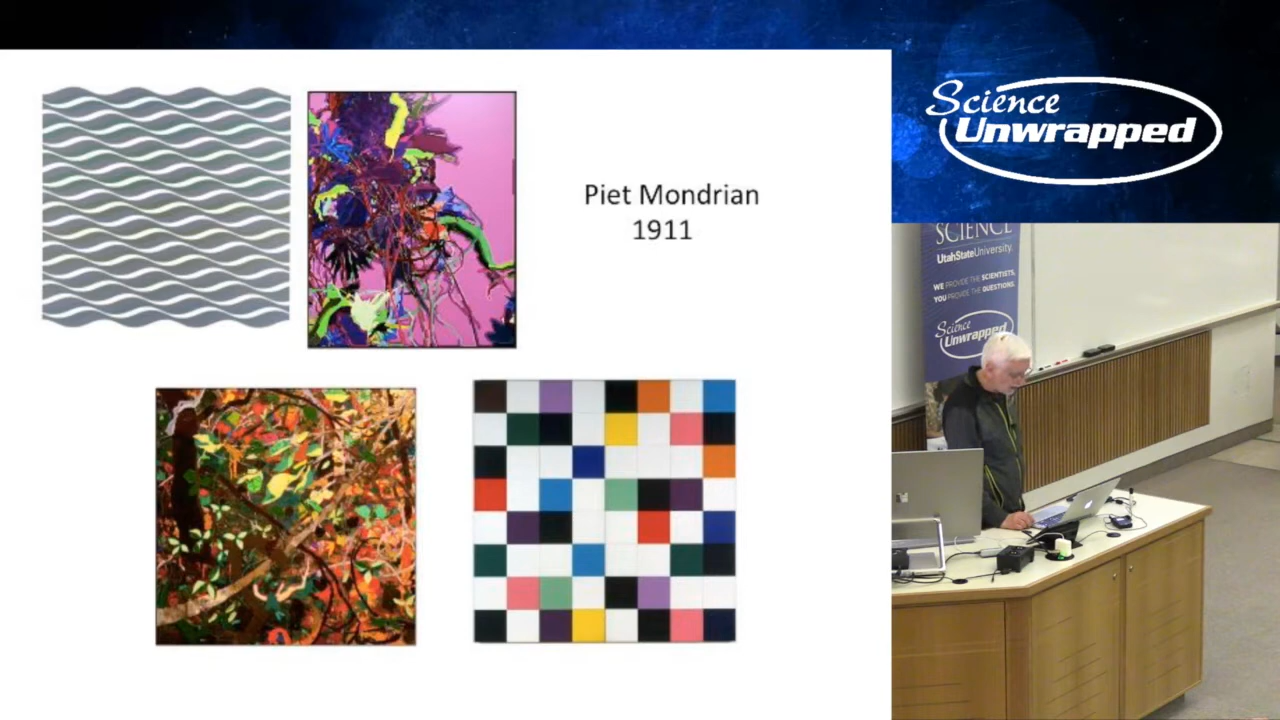 Piet Mondrian
1911
Science
Unwrapped
SCIENCE
UtahStateUniversity.
WE PROVIDE THE SCIENTISTS,
YOU PROVIDE THE QUESTIONS.
Science
Unwrapped